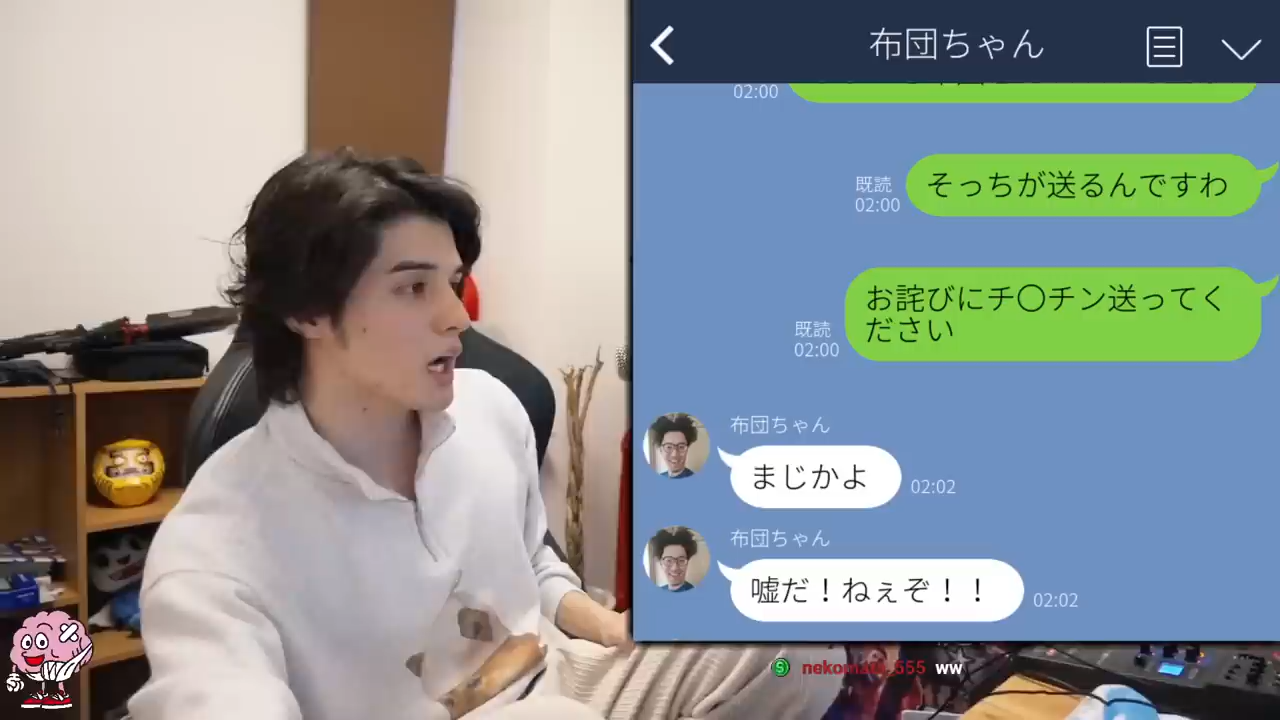 布団ちゃん
02:00
既読
02:00
そっちが送るんですわ
お詫びにチ〇チン送ってく
ださい
既読
02:00
布団ちゃん
まじかよ
02:02
布団ちゃん
嘘だ！ねぇぞ！！
02:02
ww